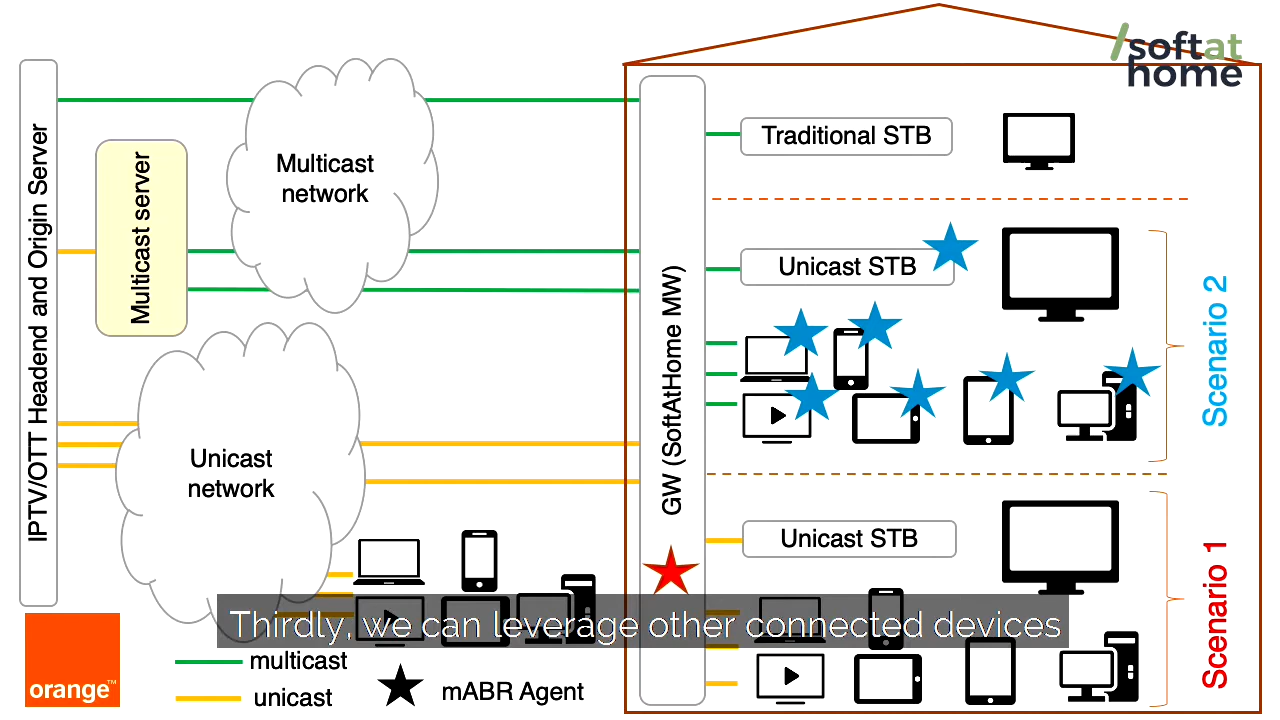 /softat
home
IPTV/OTT Headend and Origin Server
Multicast server
Multicast
network
Unicast
network
GW (SoftAtHome MW)
Traditional STB
Unicast STB
Scenario 2
Unicast STB
Scenario 1
Thirdly, we can leverage other connected devices
orange™
multicast
unicast
mABR Agent